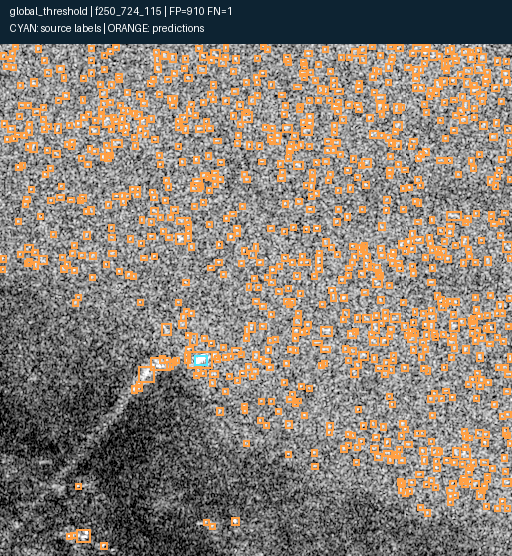 global_threshold | f250_724_115 | FP=910 FN=1
CYAN: source labels | ORANGE: predictions